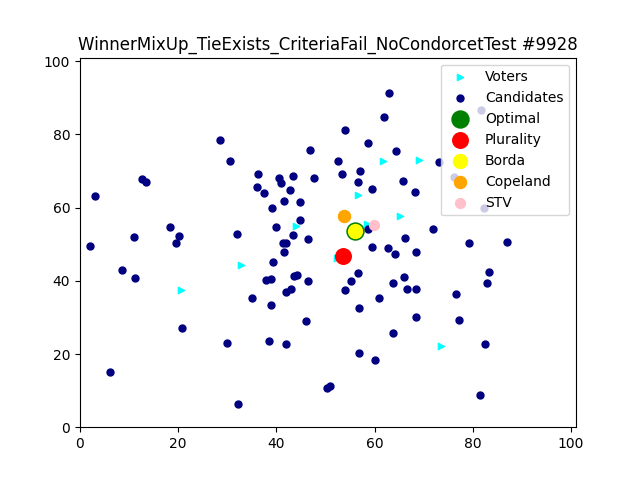 WinnerMixUp_TieExists_CriteriaFail_NoCondorcetTest #9928
100
80
60
40
20
0
0 20 40 60 80 100
Voters
Candidates
Optimal
Plurality
Borda
Copeland
STV